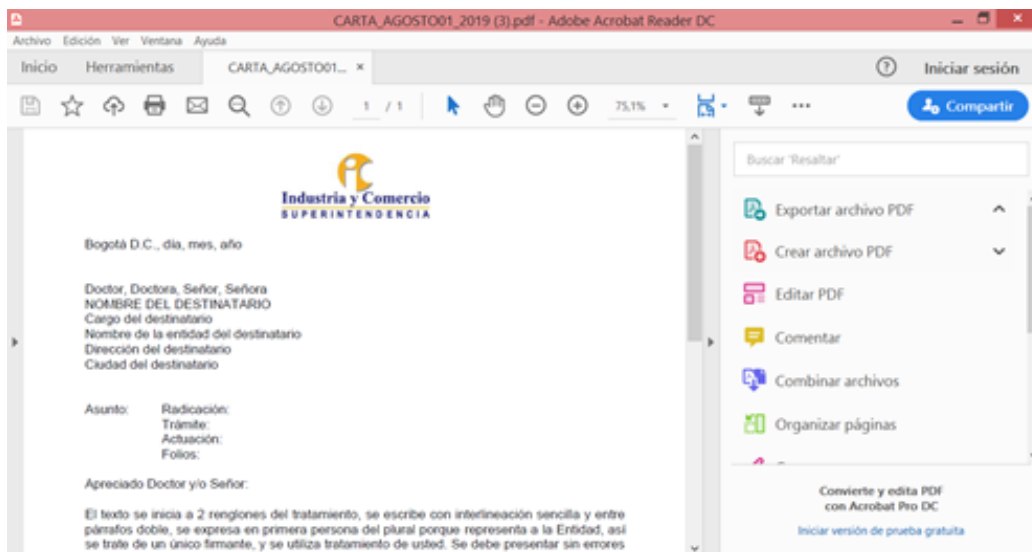 CARTA_AGOSTO01_2019 (3).pdf - Adobe Acrobat Reader DC
Archivo Edición Ver Ventana Ayuda
Inicio Herramientas CARTA_AGOSTO01... × Iniciar sesión
1 / 1 75,1% Compartir
Industria y Comercio
SUPERINTENDENCIA
Bogotá D.C., día, mes, año
Doctor, Doctora, Señor, Señora
NOMBRE DEL DESTINATARIO
Cargo del destinatario
Nombre de la entidad del destinatario
Dirección del destinatario
Ciudad del destinatario
Asunto: Radicación:
Trámite:
Actuación:
Folios:
Apreciado Doctor y/o Señor:
El texto se inicia a 2 renglones del tratamiento, se escribe con interlineación sencilla y entre
párrafos doble, se expresa en primera persona del plural porque representa a la Entidad, así
se trate de un único firmante, y se utiliza tratamiento de usted. Se debe presentar sin errores
Buscar 'Resaltar'
Exportar archivo PDF
Crear archivo PDF
Editar PDF
Comentar
Combinar archivos
Organizar páginas
Convierte y edita PDF
con Acrobat Pro DC
Iniciar versión de prueba gratuita